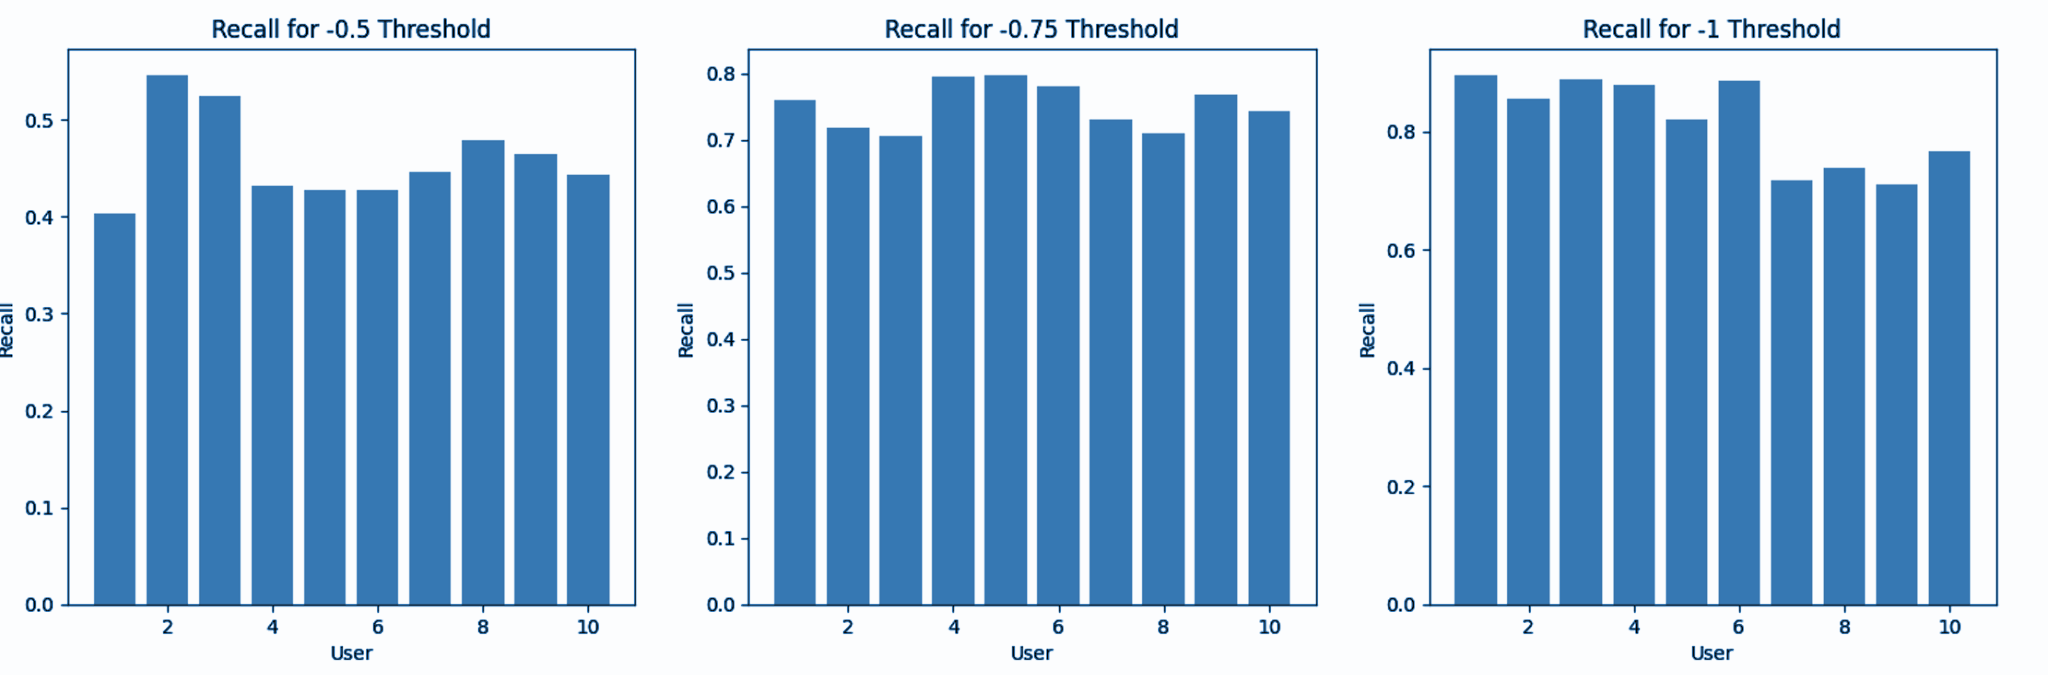 Recall for -0.5 Threshold
Recall
0.5
0.4
0.3
0.2
0.1
0.0
2 4 6 8 10
User
Recall for -0.75 Threshold
Recall
0.8
0.7
0.6
0.5
0.4
0.3
0.2
0.1
0.0
2 4 6 8 10
User
Recall for -1 Threshold
Recall
0.8
0.6
0.4
0.2
0.0
2 4 6 8 10
User